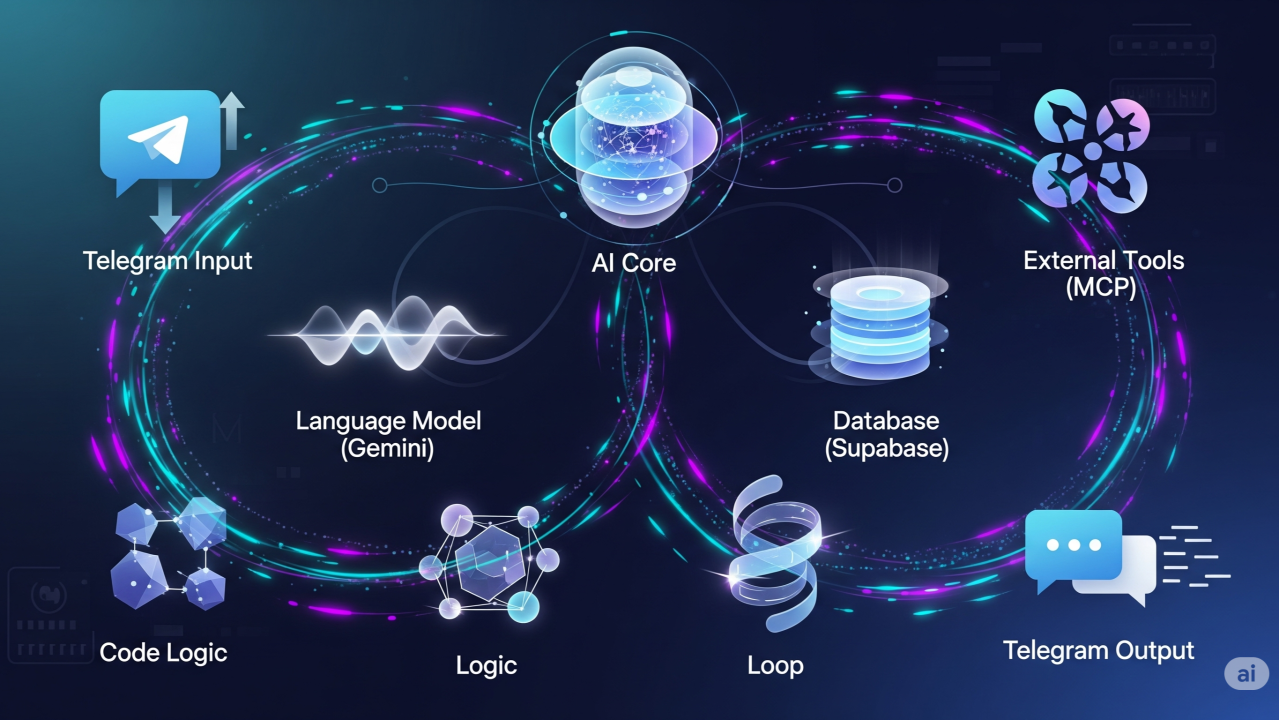 Telegram Input
AI Core
External Tools
(MCP)
Language Model
(Gemini)
Database
(Supabase)
Code Logic
Logic
Loop
Telegram Output
ai